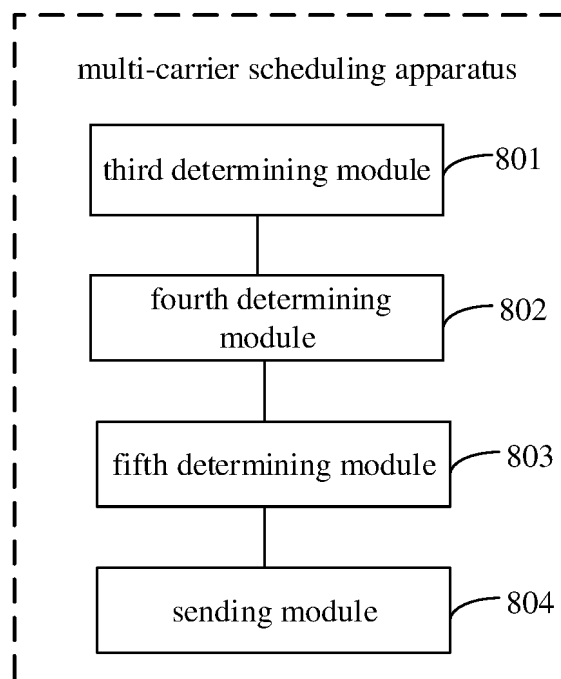 multi-carrier scheduling apparatus
third determining module
801
fourth determining
module
802
fifth determining module
803
sending module
804